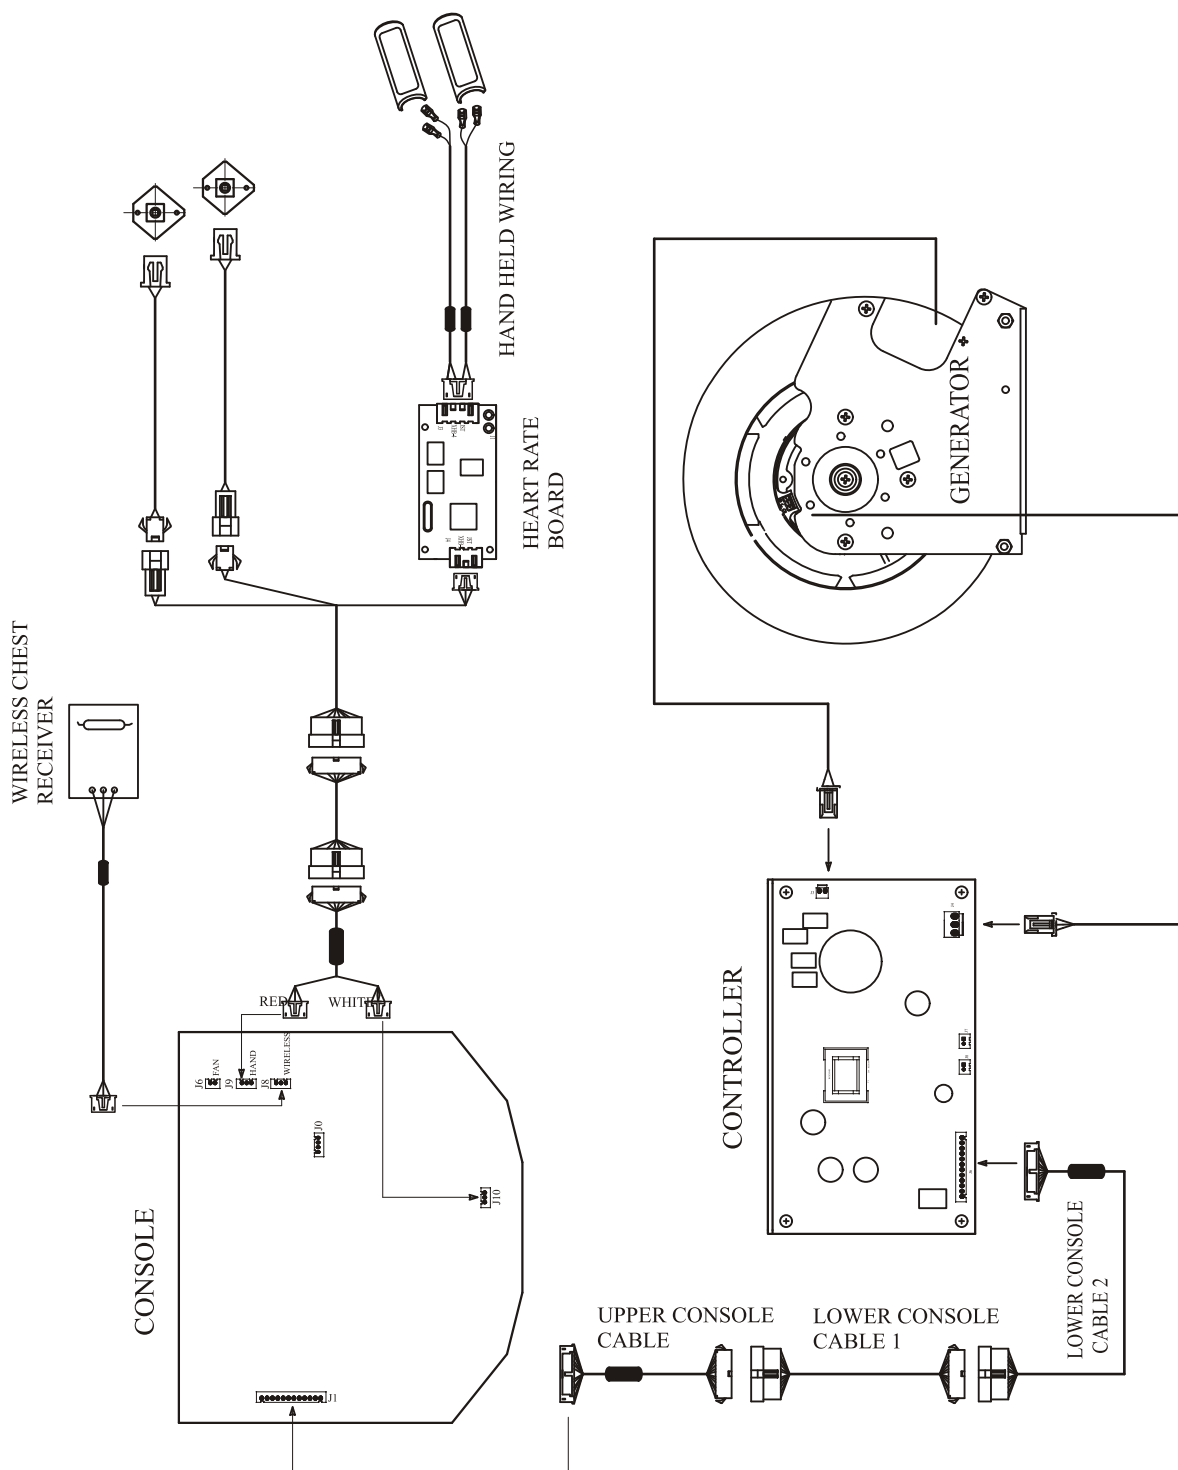 HAND HELD WIRING
HEART RATE
BOARD
GENERATOR
WIRELESS CHEST
RECEIVER
RED
WHITE
J6
FAN
J9
HAND
J8
WIRELESS
J0
J10
CONSOLE
J1
CONTROLLER
UPPER CONSOLE
CABLE
LOWER CONSOLE
CABLE 1
LOWER CONSOLE
CABLE 2